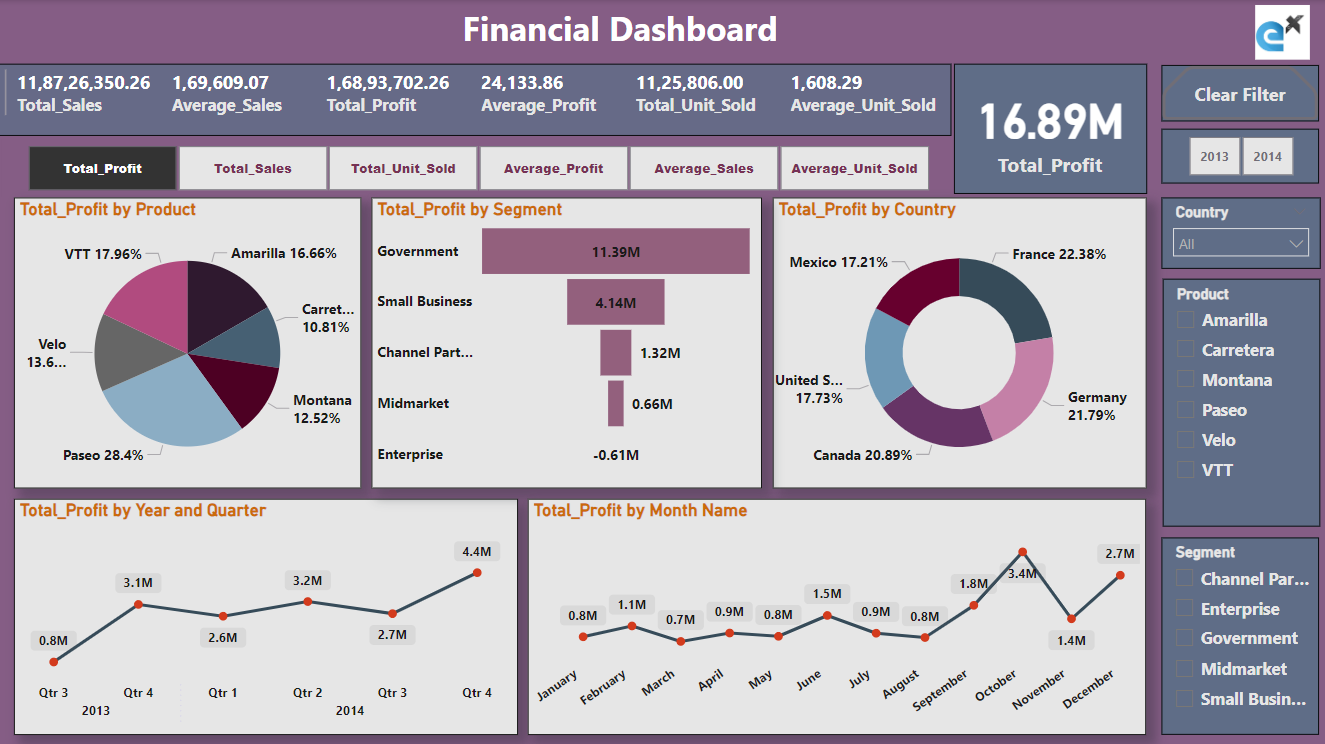 Financial Dashboard
11,87,26,350.26
Total_Sales
1,69,609.07
Average_Sales
1,68,93,702.26
Total_Profit
24,133.86
Average_Profit
11,25,806.00
Total_Unit_Sold
1,608.29
Average_Unit_Sold
16.89M
Total_Profit
Clear Filter
2013
2014
Total_Profit
Total_Sales
Total_Unit_Sold
Average_Profit
Average_Sales
Average_Unit_Sold
Total_Profit by Product
VTT 17.96%
Amarilla 16.66%
Carret...
10.81%
Velo
13.6...
Montana
12.52%
Paseo 28.4%
Total_Profit by Segment
Government
11.39M
Small Business
4.14M
Channel Part...
1.32M
Midmarket
0.66M
Enterprise
-0.61M
Total_Profit by Country
Mexico 17.21%
France 22.38%
United S...
17.73%
Germany
21.79%
Canada 20.89%
Country
All
Product
Amarilla
Carretera
Montana
Paseo
Velo
VTT
Total_Profit by Year and Quarter
0.8M
3.1M
2.6M
3.2M
2.7M
4.4M
Qtr 3
Qtr 4
Qtr 1
Qtr 2
Qtr 3
Qtr 4
2013
2014
Total_Profit by Month Name
0.8M
1.1M
0.7M
0.9M
0.8M
1.5M
0.9M
0.8M
1.8M
3.4M
1.4M
2.7M
January
February
March
April
May
June
July
August
September
October
November
December
Segment
Channel Par...
Enterprise
Government
Midmarket
Small Busin...